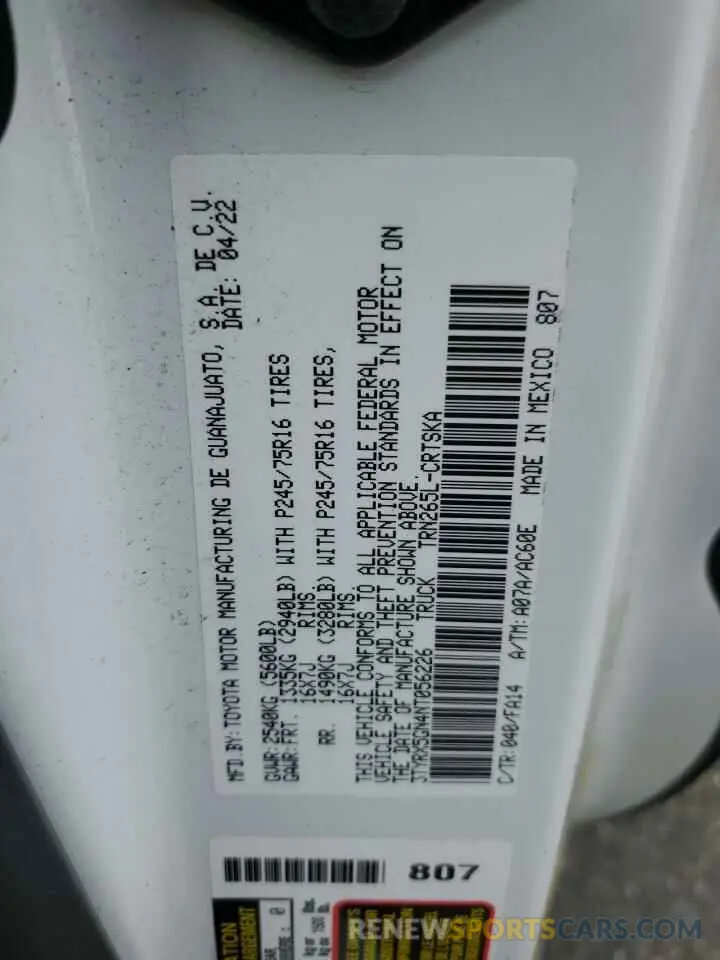 MFD.BY: TOYOTA MOTOR MANUFACTURING DE GUANAJUATO, S.A. DE C.V.
DATE: 04/22
GVWR: 2540KG (5600LB)
GAWR: FRT. 1335KG (2940LB) WITH P245/75R16 TIRES
16X7J RIMS.
RR. 1490KG (3280LB) WITH P245/75R16 TIRES,
16X7J RIMS.
THIS VEHICLE CONFORMS TO ALL APPLICABLE FEDERAL MOTOR
VEHICLE SAFETY AND THEFT PREVENTION STANDARDS IN EFFECT ON
THE DATE OF MANUFACTURE SHOWN ABOVE.
3TYRX5GN4NT056226 TRUCK TRN265L-CRTSKA
C/TR: 040/FA14 A/TM: A07A/AC60E MADE IN MEXICO 807
807
RENEWSPORTSCARS.COM